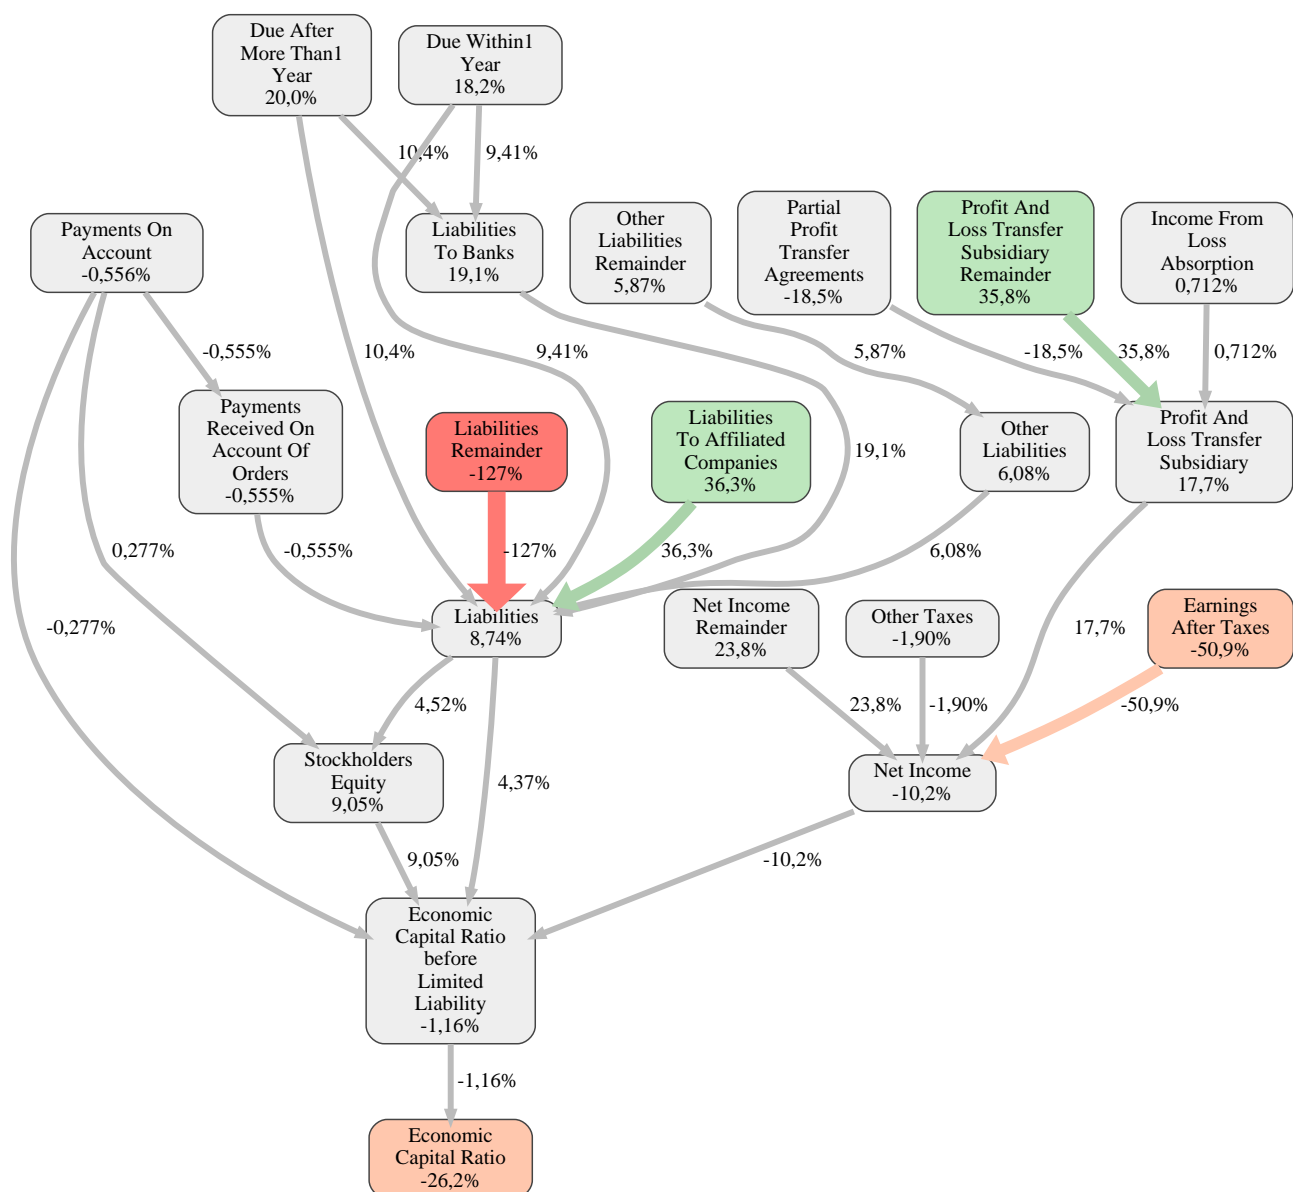 Due After
More Than1
Year
20,0%
Due Within1
Year
18,2%
10,4%
9,41%
Payments On
Account
-0,556%
Liabilities
To Banks
19,1%
Other
Liabilities
Remainder
5,87%
Partial
Profit
Transfer
Agreements
-18,5%
Profit And
Loss Transfer
Subsidiary
Remainder
35,8%
Income From
Loss
Absorption
0,712%
-0,555%
10,4%
9,41%
5,87%
-18,5%
35,8%
0,712%
Payments
Received On
Account Of
Orders
-0,555%
Liabilities
Remainder
-127%
Liabilities
To Affiliated
Companies
36,3%
19,1%
Other
Liabilities
6,08%
Profit And
Loss Transfer
Subsidiary
17,7%
0,277%
-0,555%
-127%
36,3%
6,08%
-0,277%
Liabilities
8,74%
Net Income
Remainder
23,8%
Other Taxes
-1,90%
17,7%
Earnings
After Taxes
-50,9%
4,52%
23,8%
-1,90%
-50,9%
Stockholders
Equity
9,05%
4,37%
Net Income
-10,2%
9,05%
-10,2%
Economic
Capital Ratio
before
Limited
Liability
-1,16%
-1,16%
Economic
Capital Ratio
-26,2%